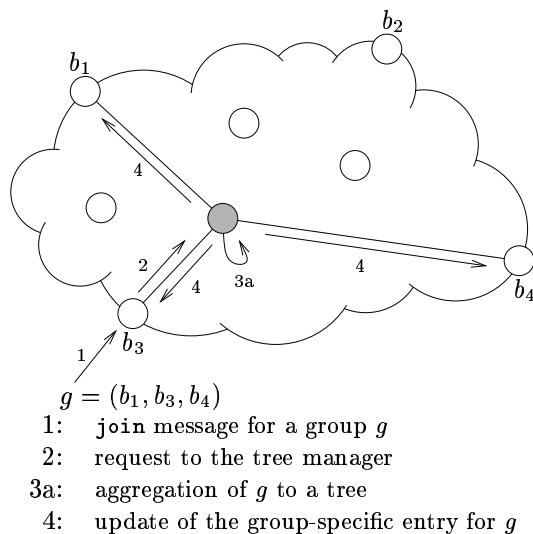 b₂
b₁
4
2
4
3a
4
b₄
b₃
1
g = (b₁, b₃, b₄)
1: join message for a group g
2: request to the tree manager
3a: aggregation of g to a tree
4: update of the group-specific entry for g